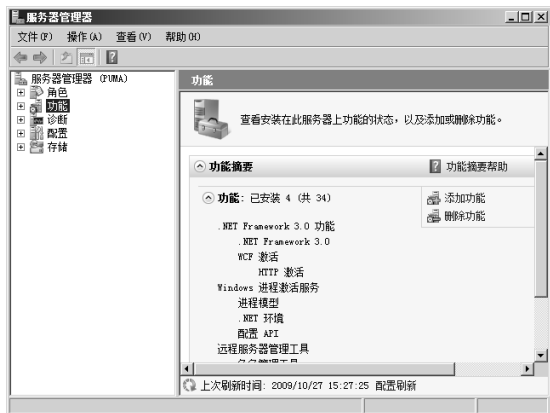 服务器管理器
文件(F) 操作(A) 查看(V) 帮助(H)
服务器管理器 (PUMA)
角色
功能
诊断
配置
存储
功能
查看安装在此服务器上功能的状态，以及添加或删除功能。
功能摘要
功能摘要帮助
功能: 已安装 4 (共 34)
添加功能
删除功能
.NET Framework 3.0 功能
.NET Framework 3.0
WCF 激活
HTTP 激活
Windows 进程激活服务
进程模型
.NET 环境
配置 API
远程服务器管理工具
上次刷新时间: 2009/10/27 15:27:25 配置刷新